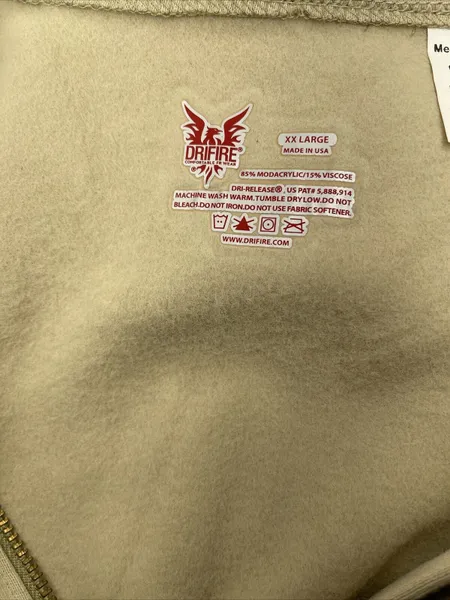 DRIFIRE®
COMFORTABLE FR WEAR
XX LARGE
MADE IN USA
85% MODACRYLIC/15% VISCOSE
DRI-RELEASE®, US PAT# 5,888,914
MACHINE WASH WARM.TUMBLE DRYLOW.DO NOT
BLEACH.DO NOT IRON.DO NOT USE FABRIC SOFTENER.
WWW.DRIFIRE.COM
Me